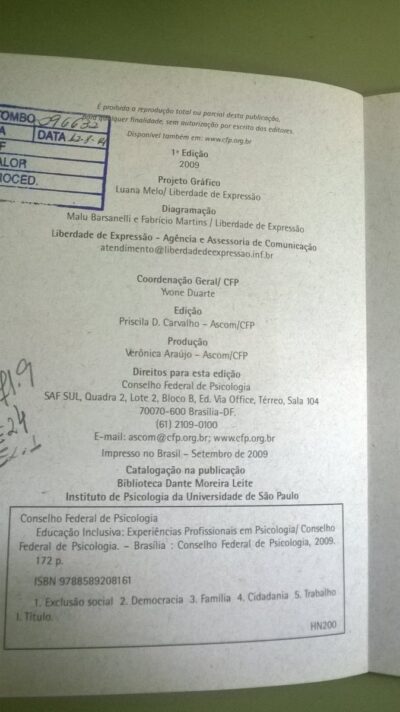 É proibida a reprodução total ou parcial desta publicação,
para qualquer finalidade, sem autorização por escrito dos editores.
Disponível também em: www.cfp.org.br
TOMBO 296632
DATA
ALOR
ROCED.
1ª Edição
2009
Projeto Gráfico
Luana Melo/ Liberdade de Expressão
Diagramação
Malu Barsanelli e Fabrício Martins / Liberdade de Expressão
Liberdade de Expressão - Agência e Assessoria de Comunicação
atendimento@liberdadedeexpressao.inf.br
Coordenação Geral/ CFP
Yvone Duarte
Edição
Priscila D. Carvalho – Ascom/CFP
Produção
Verônica Araújo – Ascom/CFP
Direitos para esta edição
Conselho Federal de Psicologia
SAF SUL, Quadra 2, Lote 2, Bloco B, Ed. Via Office, Térreo, Sala 104
70070-600 Brasília-DF.
(61) 2109-0100
E-mail: ascom@cfp.org.br; www.cfp.org.br
Impresso no Brasil – Setembro de 2009
Catalogação na publicação
Biblioteca Dante Moreira Leite
Instituto de Psicologia da Universidade de São Paulo
Conselho Federal de Psicologia
Educação Inclusiva: Experiências Profissionais em Psicologia/ Conselho
Federal de Psicologia. – Brasília : Conselho Federal de Psicologia, 2009.
172 p.
ISBN 9788589208161
1. Exclusão social 2. Democracia 3. Família 4. Cidadania 5. Trabalho
I. Título.
HN200